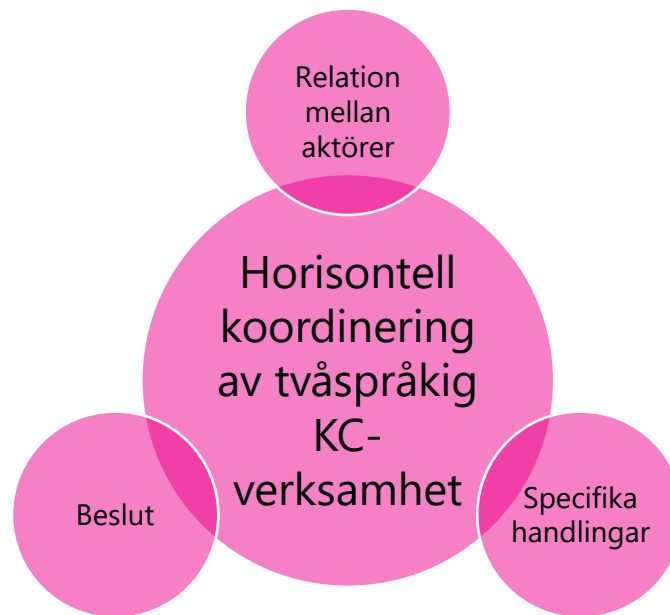 Relation
mellan
aktörer
Horisontell
koordinering
av tvåspråkig
KC-
verksamhet
Beslut
Specifika
handlingar